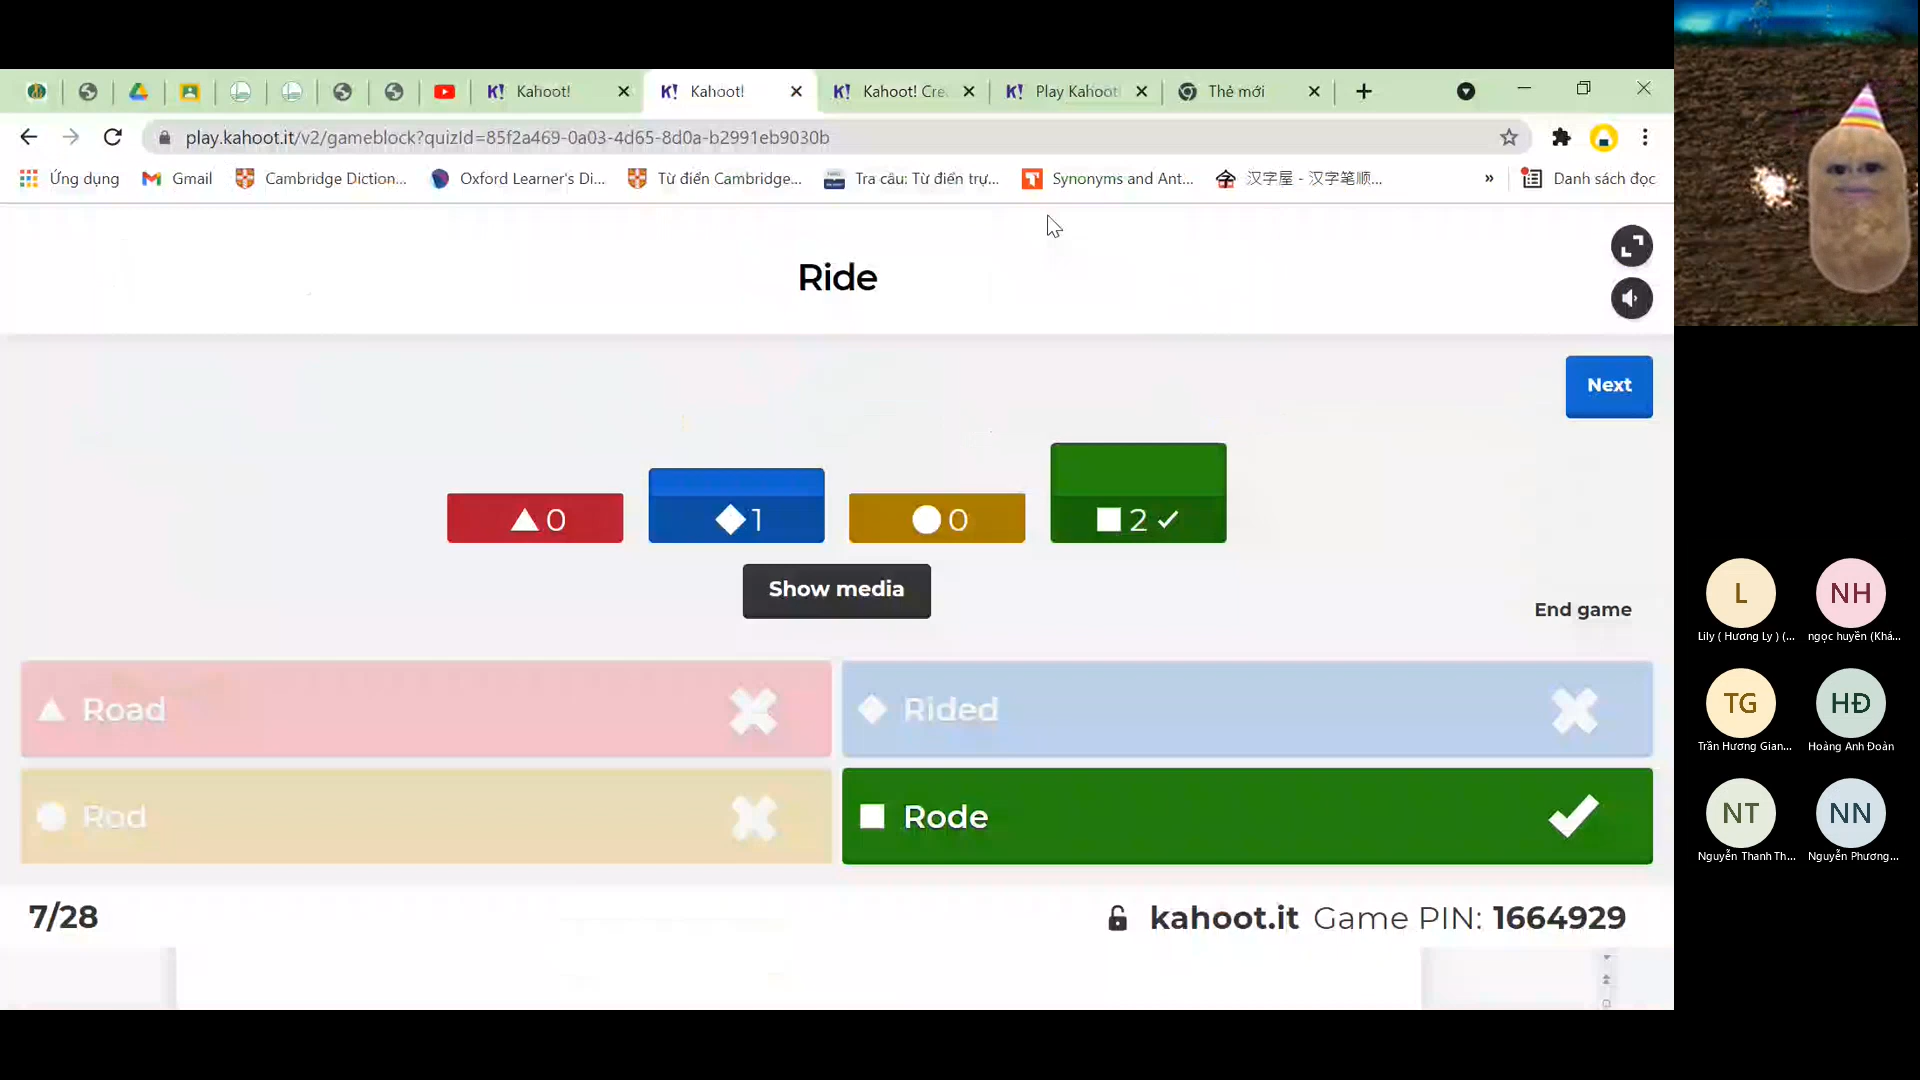 Kahoot!
Kahoot!
Kahoot! Cre
Play Kahoot
Thẻ mới
play.kahoot.it/v2/gameblock?quizId=85f2a469-0a03-4d65-8d0a-b2991eb9030b
Ứng dụng
Gmail
Cambridge Diction...
Oxford Learner's Di...
Từ điển Cambridge...
Tra câu: Từ điển trự...
Synonyms and Ant...
汉字屋 - 汉字笔顺...
»
Danh sách đọc
Ride
Next
0
1
0
2
Show media
End game
Road
Rided
Rod
Rode
7/28
kahoot.it Game PIN: 1664929
L
NH
Lily ( Hương Ly ) (...
ngọc huyền (Khá...
TG
HĐ
Trần Hương Gian...
Hoàng Anh Đoàn
NT
NN
Nguyễn Thanh Th...
Nguyễn Phương...